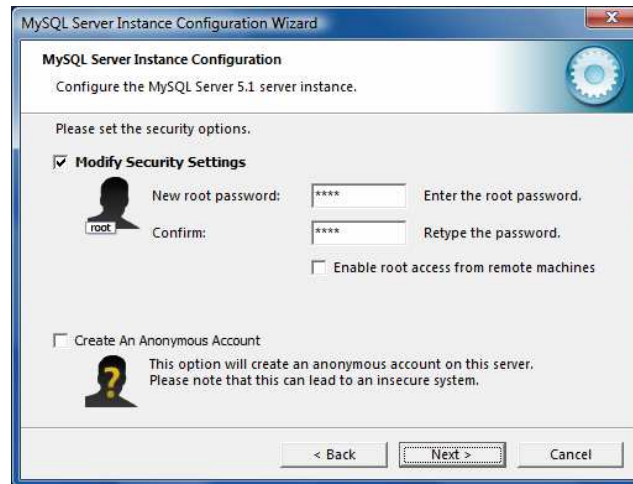 MySQL Server Instance Configuration Wizard
MySQL Server Instance Configuration
Configure the MySQL Server 5.1 server instance.
Please set the security options.
Modify Security Settings
New root password: **** Enter the root password.
root
Confirm: **** Retype the password.
Enable root access from remote machines
Create An Anonymous Account
This option will create an anonymous account on this server.
Please note that this can lead to an insecure system.
< Back Next > Cancel